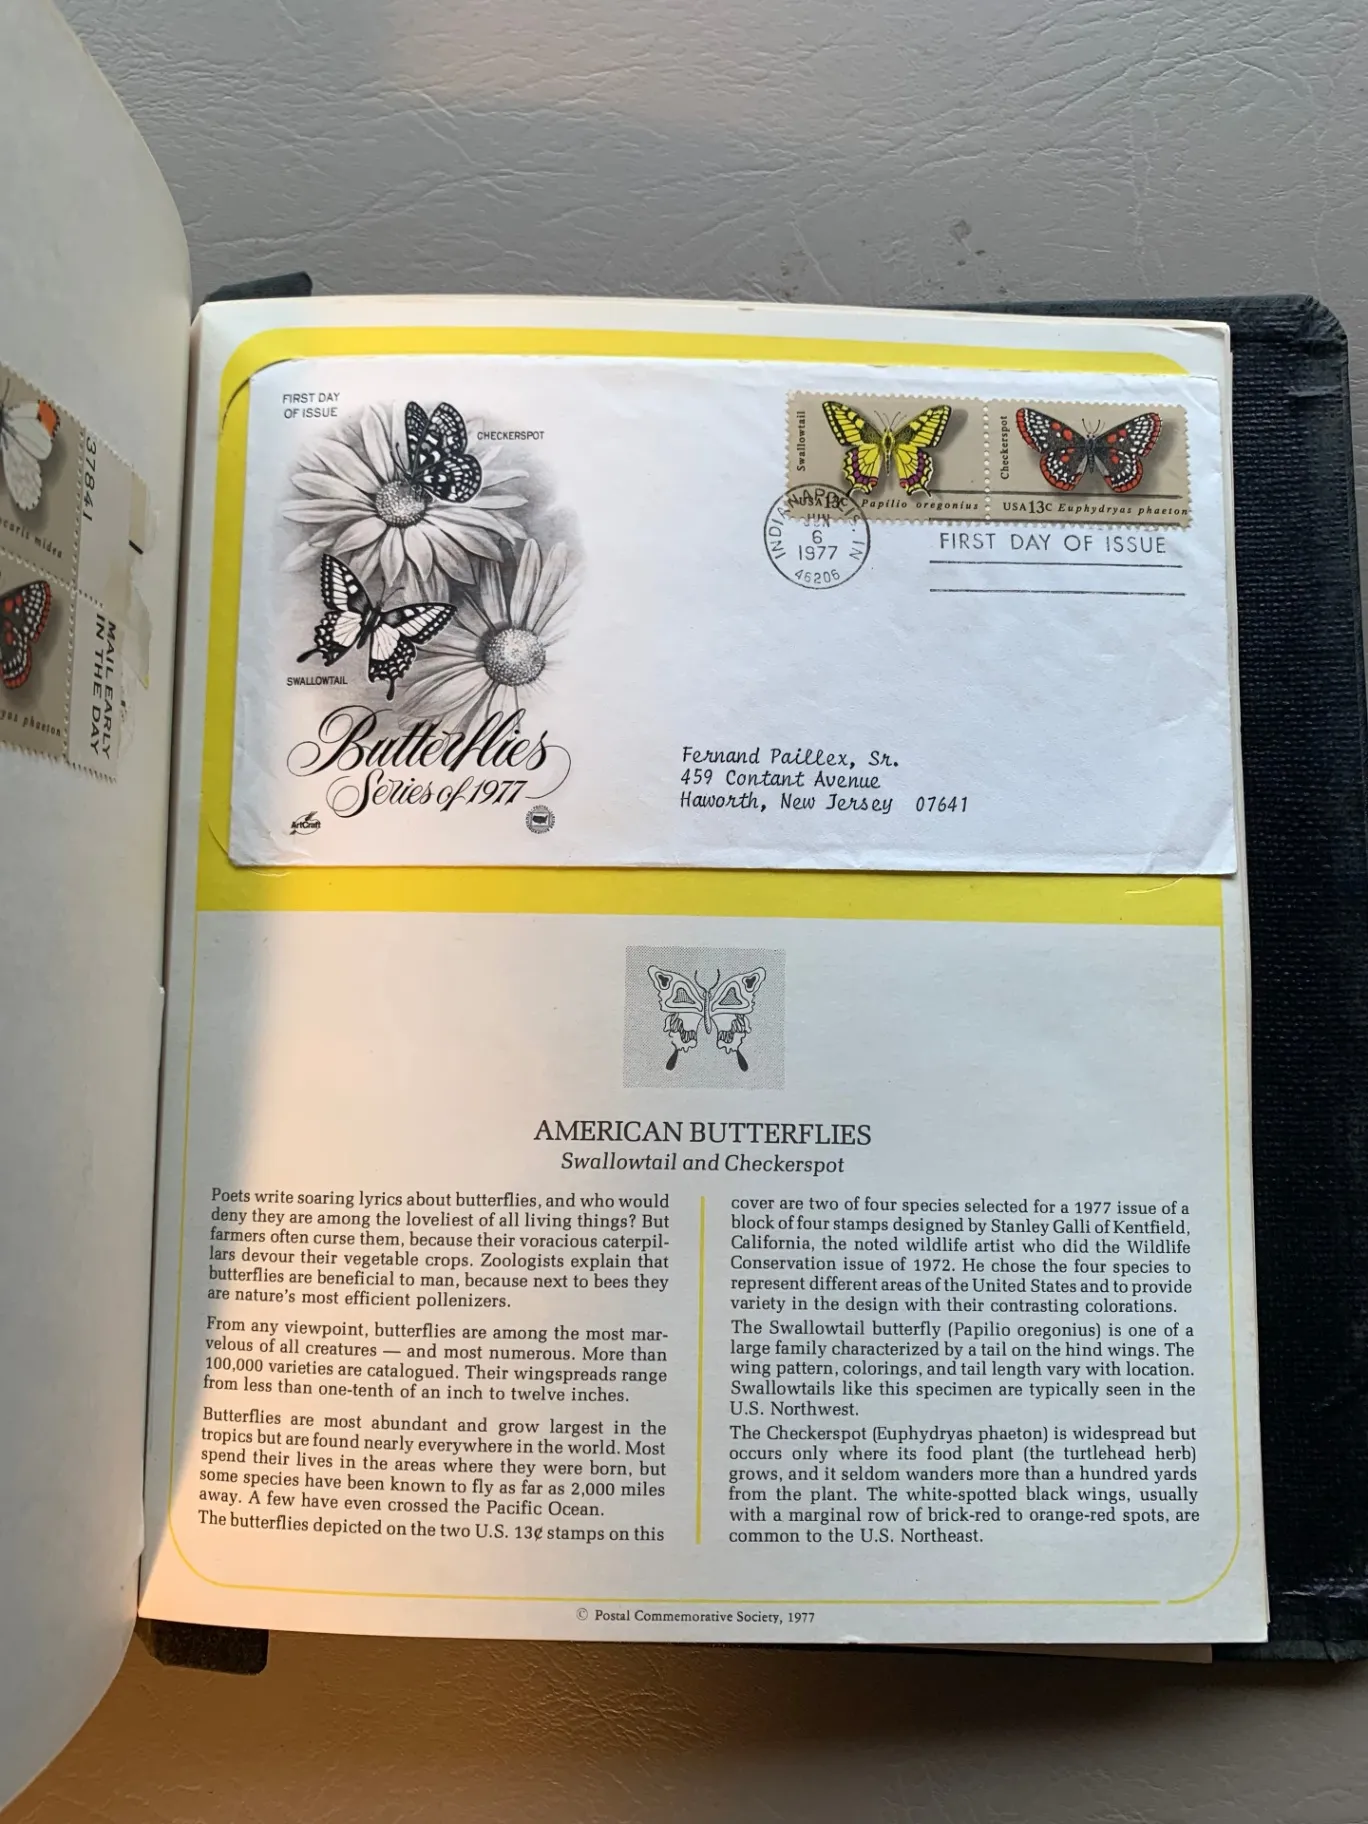 37841
MAIL EARLY
IN THE DAY
ocaris midea
yas phaeton
FIRST DAY
OF ISSUE
CHECKERSPOT
SWALLOWTAIL
Butterflies
Series of 1977
ArtCraft
Swallowtail
USA 13c Papilio oregonius
Checkerspot
USA 13c Euphydryas phaeton
INDIANAPOLIS, IN
JUN
6
1977
46206
FIRST DAY OF ISSUE
Fernand Paillex, Sr.
459 Contant Avenue
Haworth, New Jersey 07641
AMERICAN BUTTERFLIES
Swallowtail and Checkerspot
Poets write soaring lyrics about butterflies, and who would
deny they are among the loveliest of all living things? But
farmers often curse them, because their voracious caterpil-
lars devour their vegetable crops. Zoologists explain that
butterflies are beneficial to man, because next to bees they
are nature's most efficient pollenizers.
From any viewpoint, butterflies are among the most mar-
velous of all creatures — and most numerous. More than
100,000 varieties are catalogued. Their wingspreads range
from less than one-tenth of an inch to twelve inches.
Butterflies are most abundant and grow largest in the
tropics but are found nearly everywhere in the world. Most
spend their lives in the areas where they were born, but
some species have been known to fly as far as 2,000 miles
away. A few have even crossed the Pacific Ocean.
The butterflies depicted on the two U.S. 13¢ stamps on this
cover are two of four species selected for a 1977 issue of a
block of four stamps designed by Stanley Galli of Kentfield,
California, the noted wildlife artist who did the Wildlife
Conservation issue of 1972. He chose the four species to
represent different areas of the United States and to provide
variety in the design with their contrasting colorations.
The Swallowtail butterfly (Papilio oregonius) is one of a
large family characterized by a tail on the hind wings. The
wing pattern, colorings, and tail length vary with location.
Swallowtails like this specimen are typically seen in the
U.S. Northwest.
The Checkerspot (Euphydryas phaeton) is widespread but
occurs only where its food plant (the turtlehead herb)
grows, and it seldom wanders more than a hundred yards
from the plant. The white-spotted black wings, usually
with a marginal row of brick-red to orange-red spots, are
common to the U.S. Northeast.
© Postal Commemorative Society, 1977